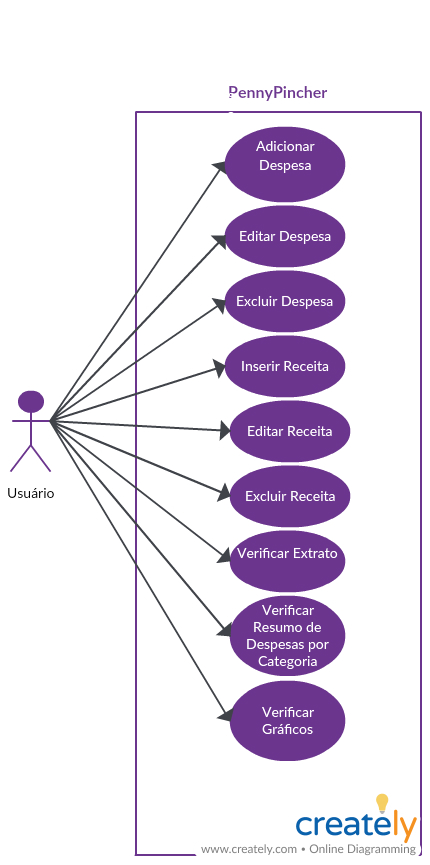 PennyPincher
Adicionar
Despesa
Editar Despesa
Excluir Despesa
Inserir Receita
Editar Receita
Excluir Receita
Usuário
Verificar Extrato
Verificar
Resumo de
Despesas por
Categoria
Verificar
Gráficos
creately
www.creately.com • Online Diagramming